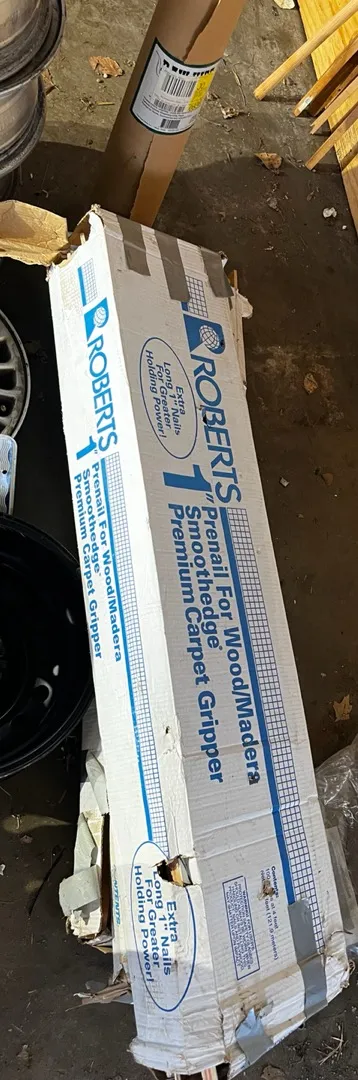 ROBERTS
Extra
Long 1" Nails
For Greater
Holding Power!
1" Prenail For Wood/Madera
Smoothedge®
Premium Carpet Gripper
ROBERTS®
Extra
Long 1" Nails
For Greater
Holding Power!
1" Prenail For Wood/Madera
Smoothedge®
Premium Carpet Gripper